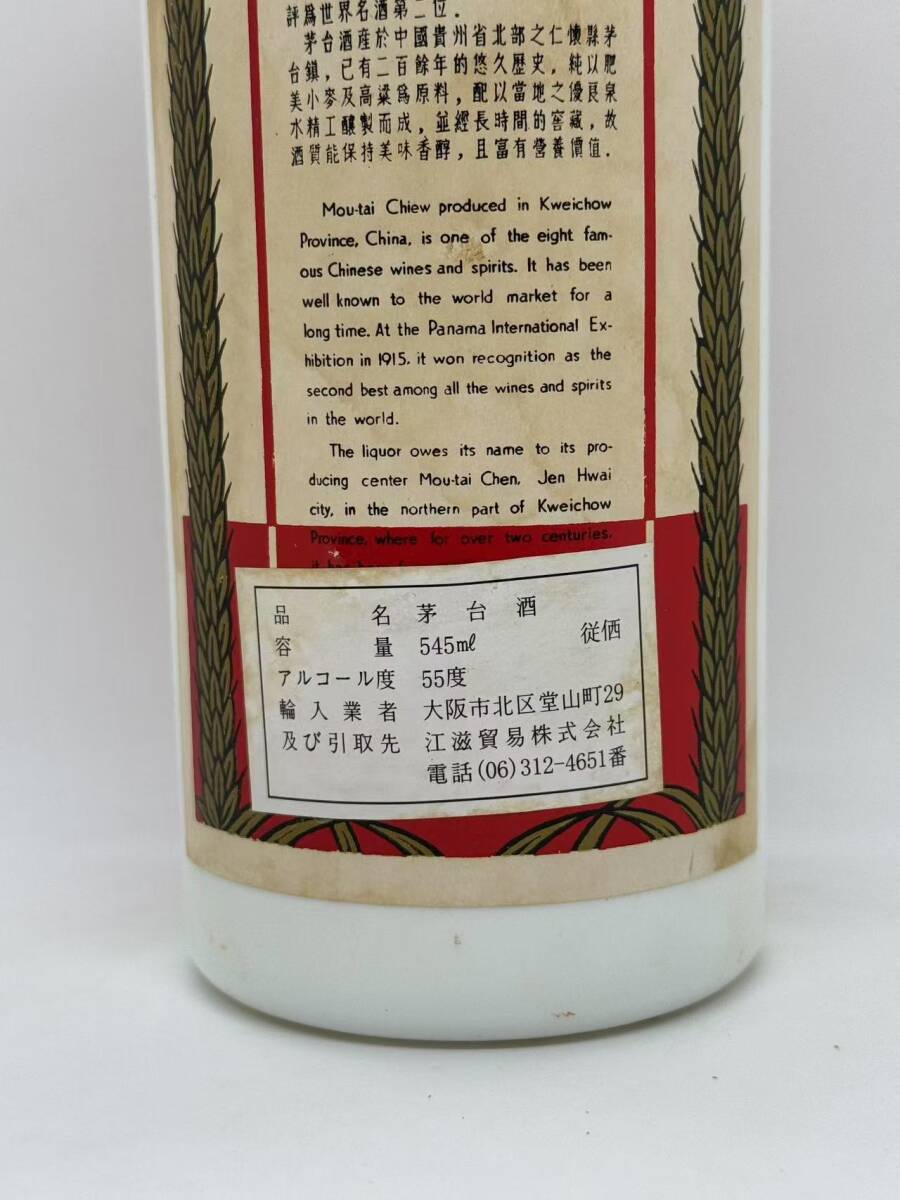 評爲世界名酒第二位.
茅台酒産於中國貴州省北部之仁懷縣茅
台鎮,已有二百餘年的悠久歷史,純以肥
美小麥及高粱爲原料,配以當地之優良泉
水精工釀製而成,並經長時間的窖藏,故
酒質能保持美味香醇,且富有營養價值.
Mou-tai Chiew produced in Kweichow
Province, China, is one of the eight fam-
ous Chinese wines and spirits. It has been
well known to the world market for a
long time. At the Panama International Ex-
hibition in 1915, it won recognition as the
second best among all the wines and spirits
in the world.
The liquor owes its name to its pro-
ducing center Mou-tai Chen, Jen Hwai
city, in the northern part of Kweichow
Province, where for over two centuries,
it has been
品名 茅台酒
容量 545㎖ 従価
アルコール度 55度
輸入業者 大阪市北区堂山町29
及び引取先 江滋貿易株式会社
電話(06)312-4651番